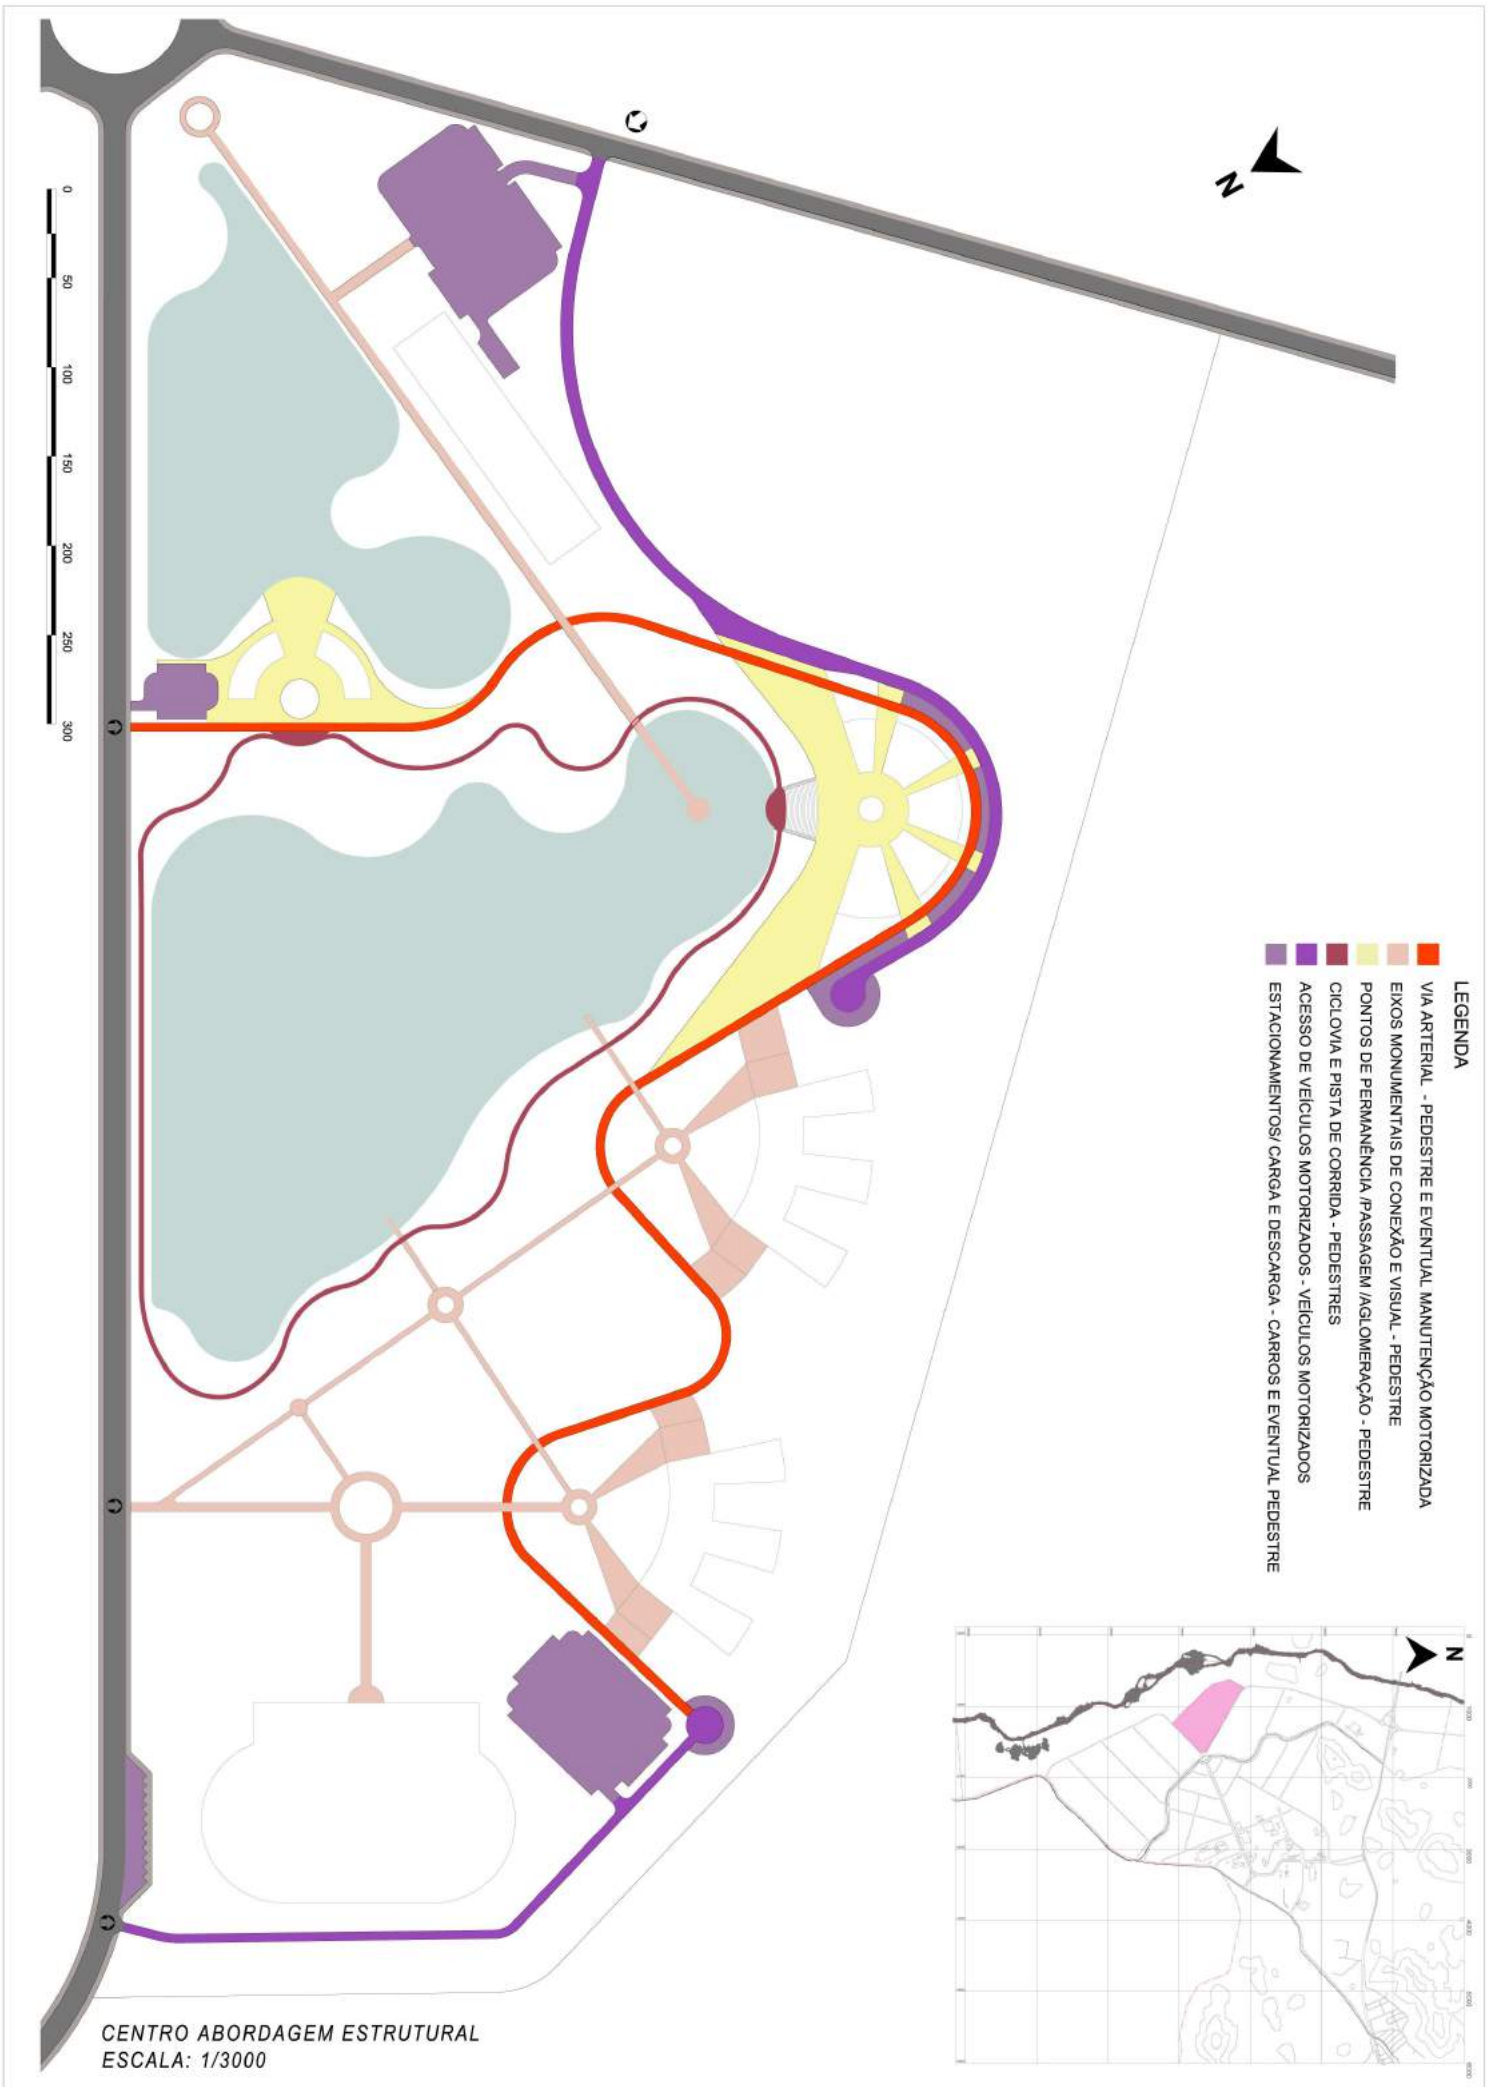 N
0
50
100
150
200
250
300
LEGENDA
VIA ARTERIAL - PEDESTRE E EVENTUAL MANUTENÇÃO MOTORIZADA
EIXOS MONUMENTAIS DE CONEXÃO E VISUAL - PEDESTRE
PONTOS DE PERMANÊNCIA /PASSAGEM /AGLOMERAÇÃO - PEDESTRE
CICLOVIA E PISTA DE CORRIDA - PEDESTRES
ACESSO DE VEÍCULOS MOTORIZADOS - VEÍCULOS MOTORIZADOS
ESTACIONAMENTOS/ CARGA E DESCARGA - CARROS E EVENTUAL PEDESTRE
N
CENTRO ABORDAGEM ESTRUTURAL
ESCALA: 1/3000